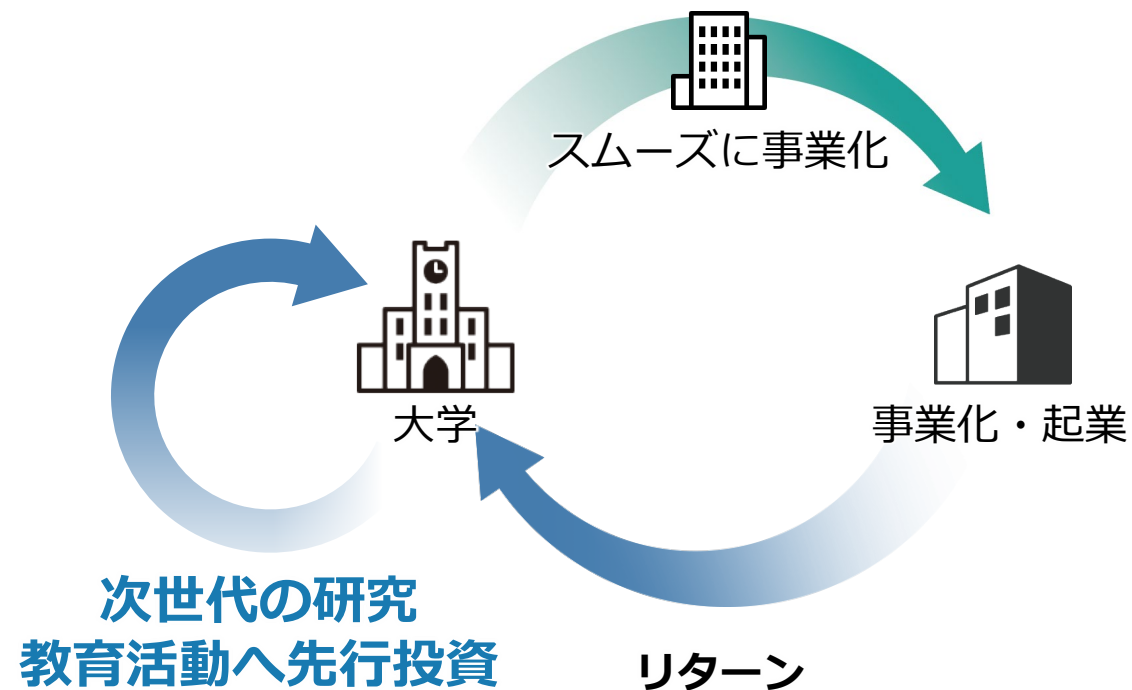 スムーズに事業化
大学
事業化・起業
次世代の研究
教育活動へ先行投資
リターン